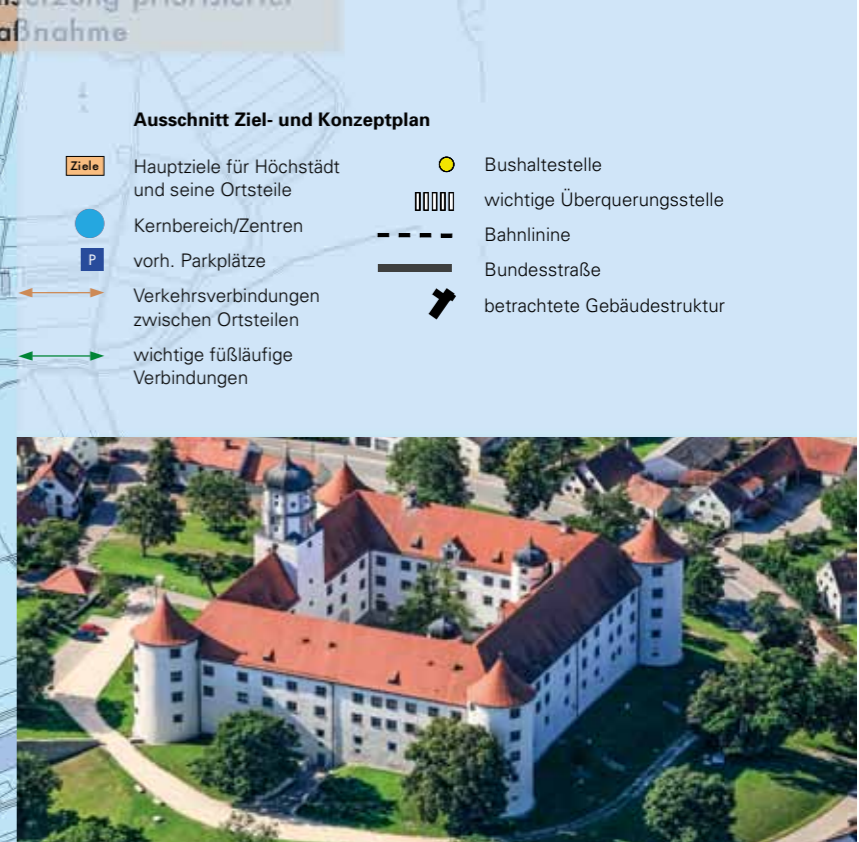 aßnahme
Ausschnitt Ziel- und Konzeptplan
Ziele
Hauptziele für Höchstädt
und seine Ortsteile
Kernbereich/Zentren
P
vorh. Parkplätze
Verkehrsverbindungen
zwischen Ortsteilen
wichtige füßläufige
Verbindungen
Bushaltestelle
wichtige Überquerungsstelle
Bahnlinine
Bundesstraße
betrachtete Gebäudestruktur